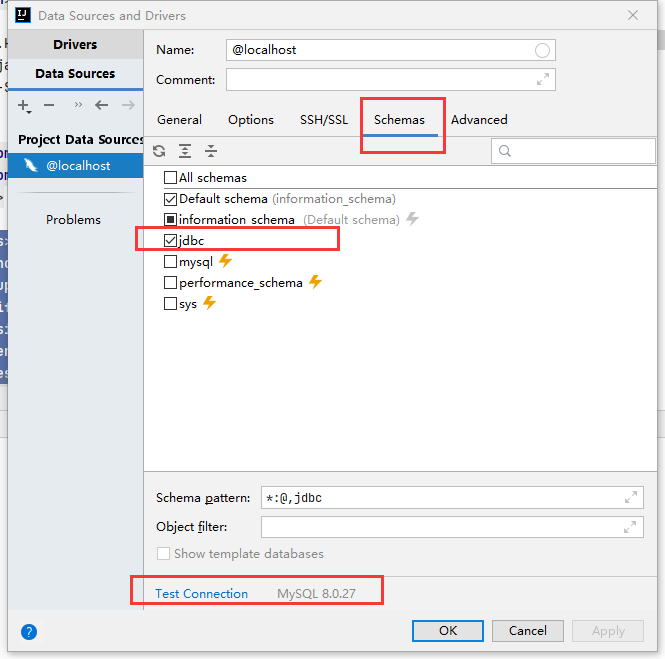 Data Sources and Drivers
Drivers
Data Sources
Project Data Sources
@localhost
Problems
Name: @localhost
Comment:
General Options SSH/SSL Schemas Advanced
All schemas
Default schema (information_schema)
information schema (Default schema)
jdbc
mysql
performance_schema
sys
Schema pattern: *:@,jdbc
Object filter:
Show template databases
Test Connection MySQL 8.0.27
? OK Cancel Apply